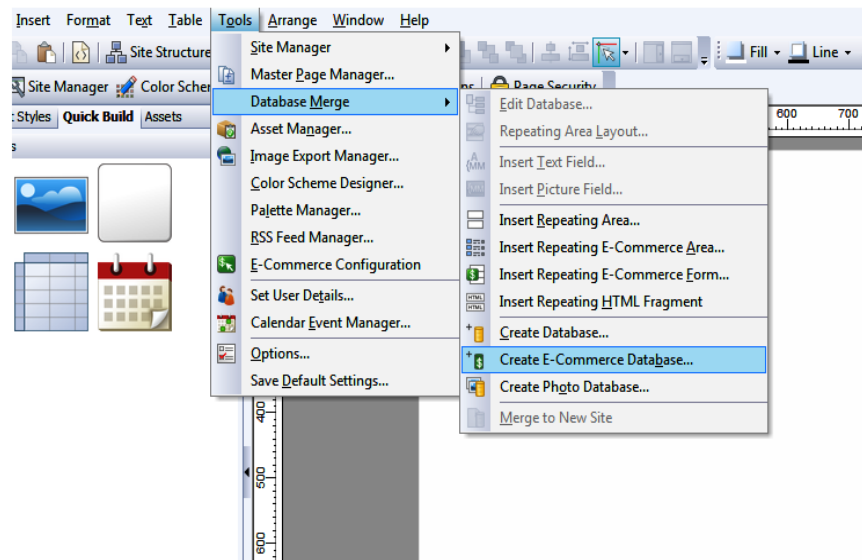 Insert Format Text Table Tools Arrange Window Help
Site Structure
Fill Line
Site Manager Color Scher
Page Security
Styles Quick Build Assets
s
Site Manager
Master Page Manager...
Database Merge
Asset Manager...
Image Export Manager...
Color Scheme Designer...
Palette Manager...
RSS Feed Manager...
E-Commerce Configuration
Set User Details...
Calendar Event Manager...
Options...
Save Default Settings...
Edit Database...
Repeating Area Layout...
Insert Text Field...
Insert Picture Field...
Insert Repeating Area...
Insert Repeating E-Commerce Area...
Insert Repeating E-Commerce Form...
Insert Repeating HTML Fragment
Create Database...
Create E-Commerce Database...
Create Photo Database...
Merge to New Site
600 700
400
500
600